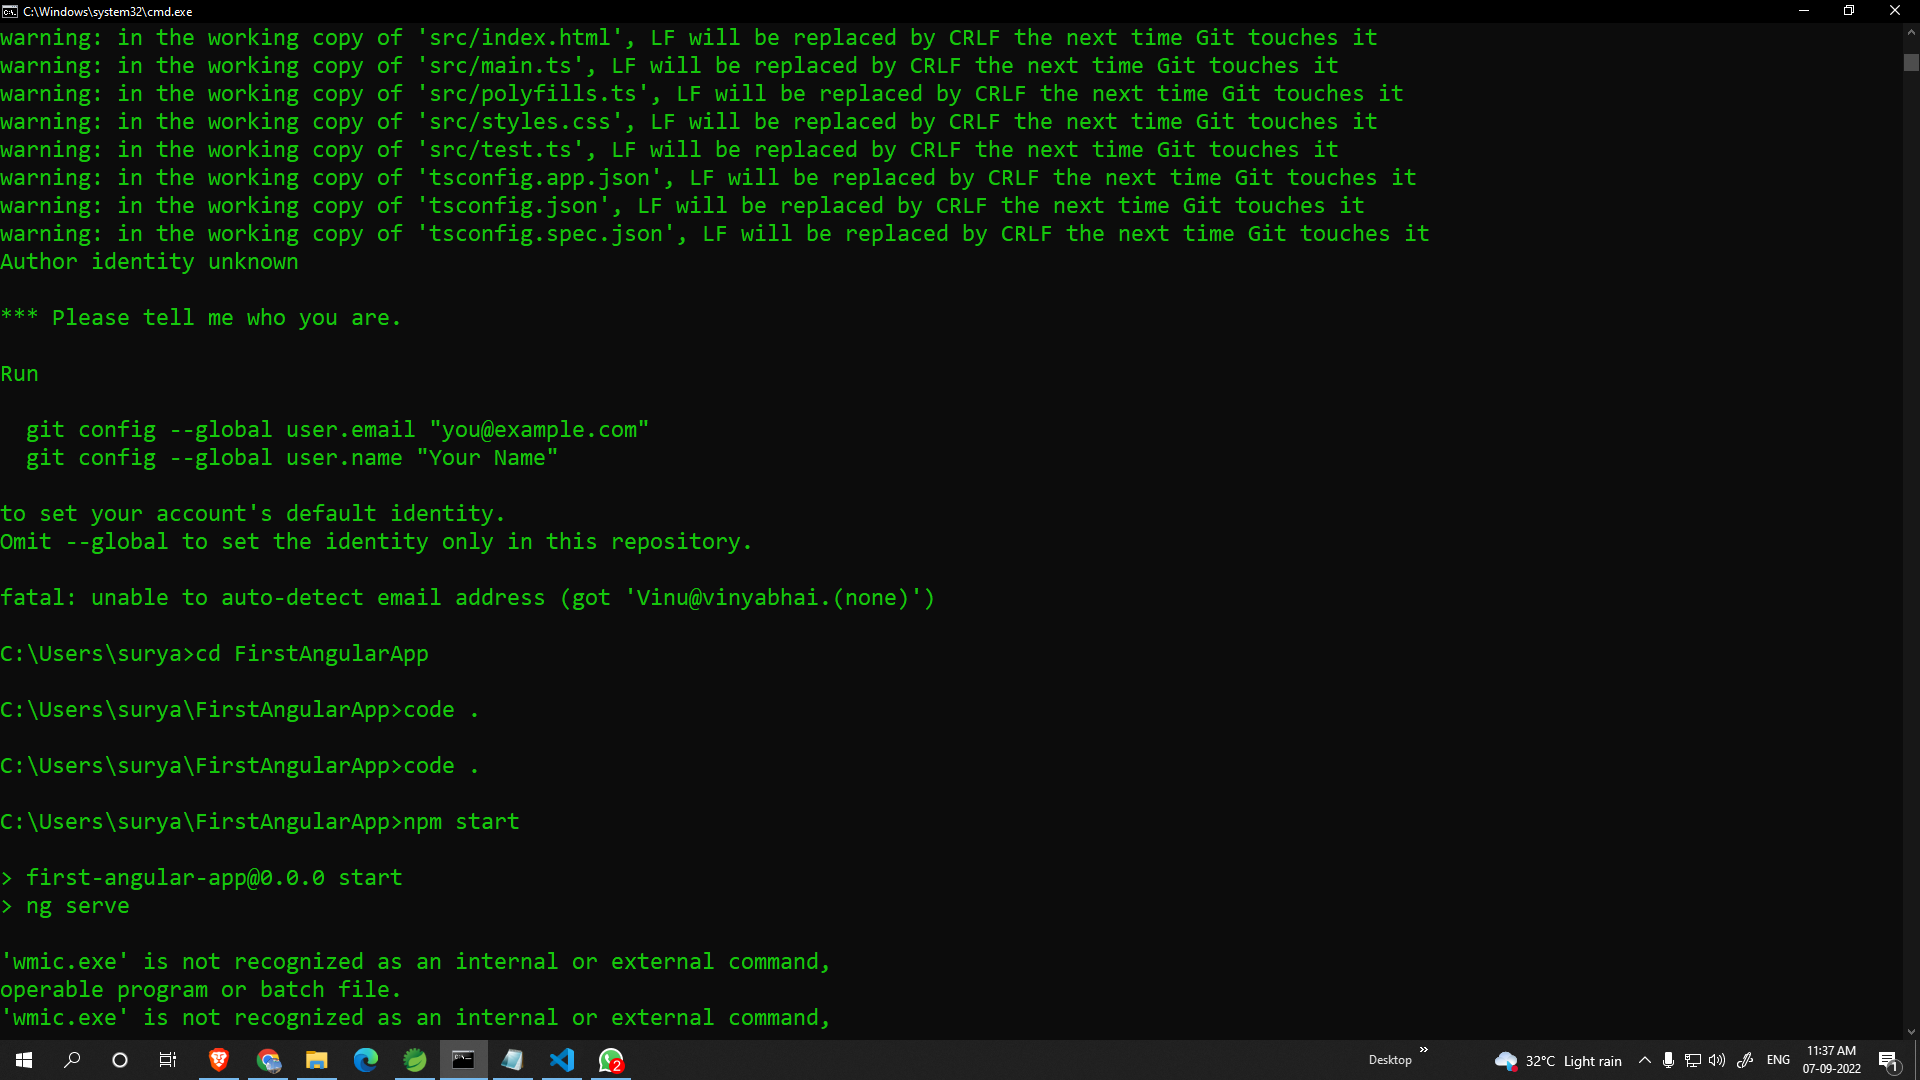 C:\Windows\system32\cmd.exe
warning: in the working copy of 'src/index.html', LF will be replaced by CRLF the next time Git touches it
warning: in the working copy of 'src/main.ts', LF will be replaced by CRLF the next time Git touches it
warning: in the working copy of 'src/polyfills.ts', LF will be replaced by CRLF the next time Git touches it
warning: in the working copy of 'src/styles.css', LF will be replaced by CRLF the next time Git touches it
warning: in the working copy of 'src/test.ts', LF will be replaced by CRLF the next time Git touches it
warning: in the working copy of 'tsconfig.app.json', LF will be replaced by CRLF the next time Git touches it
warning: in the working copy of 'tsconfig.json', LF will be replaced by CRLF the next time Git touches it
warning: in the working copy of 'tsconfig.spec.json', LF will be replaced by CRLF the next time Git touches it
Author identity unknown
*** Please tell me who you are.
Run
git config --global user.email "you@example.com"
git config --global user.name "Your Name"
to set your account's default identity.
Omit --global to set the identity only in this repository.
fatal: unable to auto-detect email address (got 'Vinu@vinyabhai.(none)')
C:\Users\surya>cd FirstAngularApp
C:\Users\surya\FirstAngularApp>code .
C:\Users\surya\FirstAngularApp>code .
C:\Users\surya\FirstAngularApp>npm start
> first-angular-app@0.0.0 start
> ng serve
'wmic.exe' is not recognized as an internal or external command,
operable program or batch file.
'wmic.exe' is not recognized as an internal or external command,
2
Desktop »
32°C Light rain
ENG
11:37 AM
07-09-2022
1